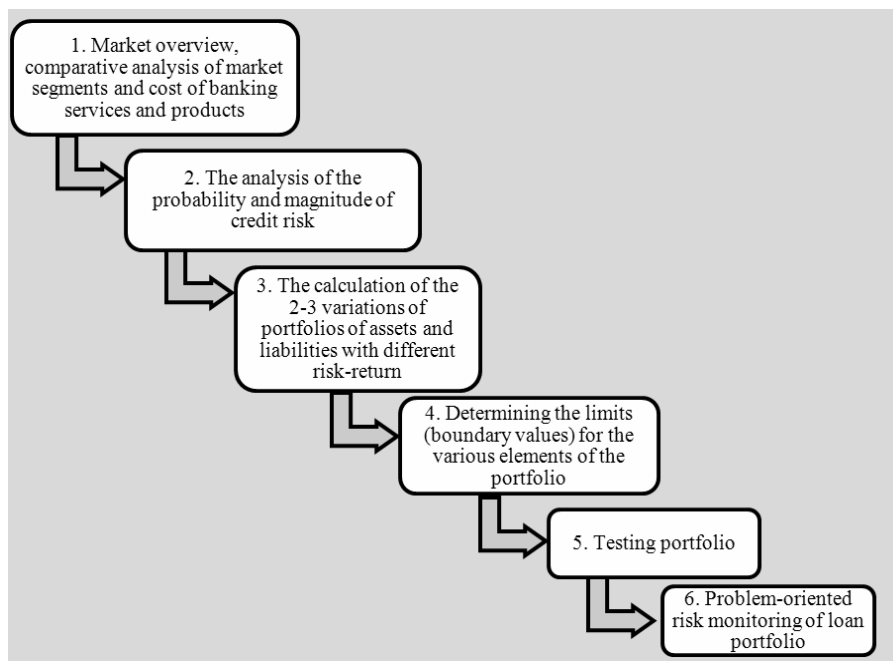 1. Market overview,
comparative analysis of market
segments and cost of banking
services and products
2. The analysis of the
probability and magnitude of
credit risk
3. The calculation of the
2-3 variations of
portfolios of assets and
liabilities with different
risk-return
4. Determining the limits
(boundary values) for the
various elements of the
portfolio
5. Testing portfolio
6. Problem-oriented
risk monitoring of loan
portfolio